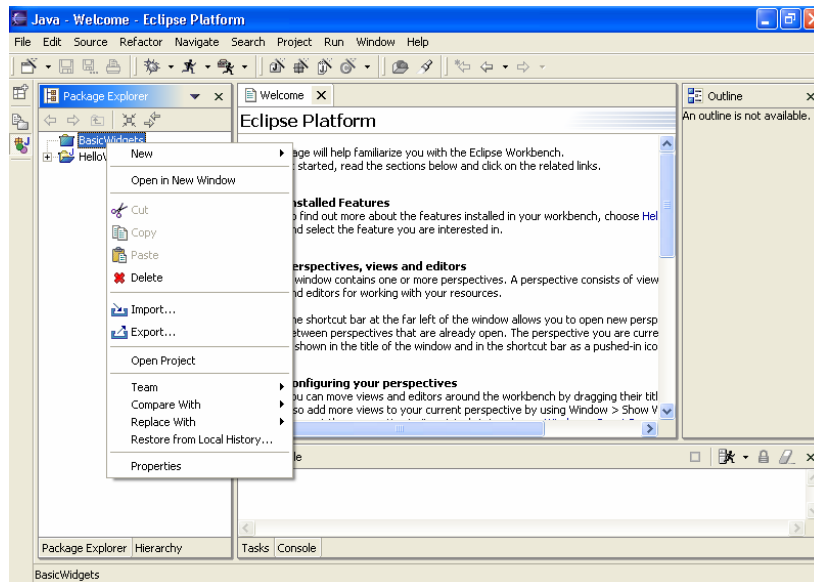 Java - Welcome - Eclipse Platform
File Edit Source Refactor Navigate Search Project Run Window Help
Package Explorer
Welcome
Outline
Eclipse Platform
An outline is not available.
BasicWidgets
New
Open in New Window
Cut
Copy
Paste
Delete
Import...
Export...
Open Project
Team
Compare With
Replace With
Restore from Local History...
Properties
age will help familiarize you with the Eclipse Workbench.
started, read the sections below and click on the related links.
nstalled Features
find out more about the features installed in your workbench, choose Hel
nd select the feature you are interested in.
erspectives, views and editors
window contains one or more perspectives. A perspective consists of view
nd editors for working with your resources.
he shortcut bar at the far left of the window allows you to open new persp
etween perspectives that are already open. The perspective you are curre
shown in the title of the window and in the shortcut bar as a pushed-in ico
onfiguring your perspectives
ou can move views and editors around the workbench by dragging their titl
so add more views to your current perspective by using Window > Show V
Package Explorer Hierarchy
Tasks Console
BasicWidgets